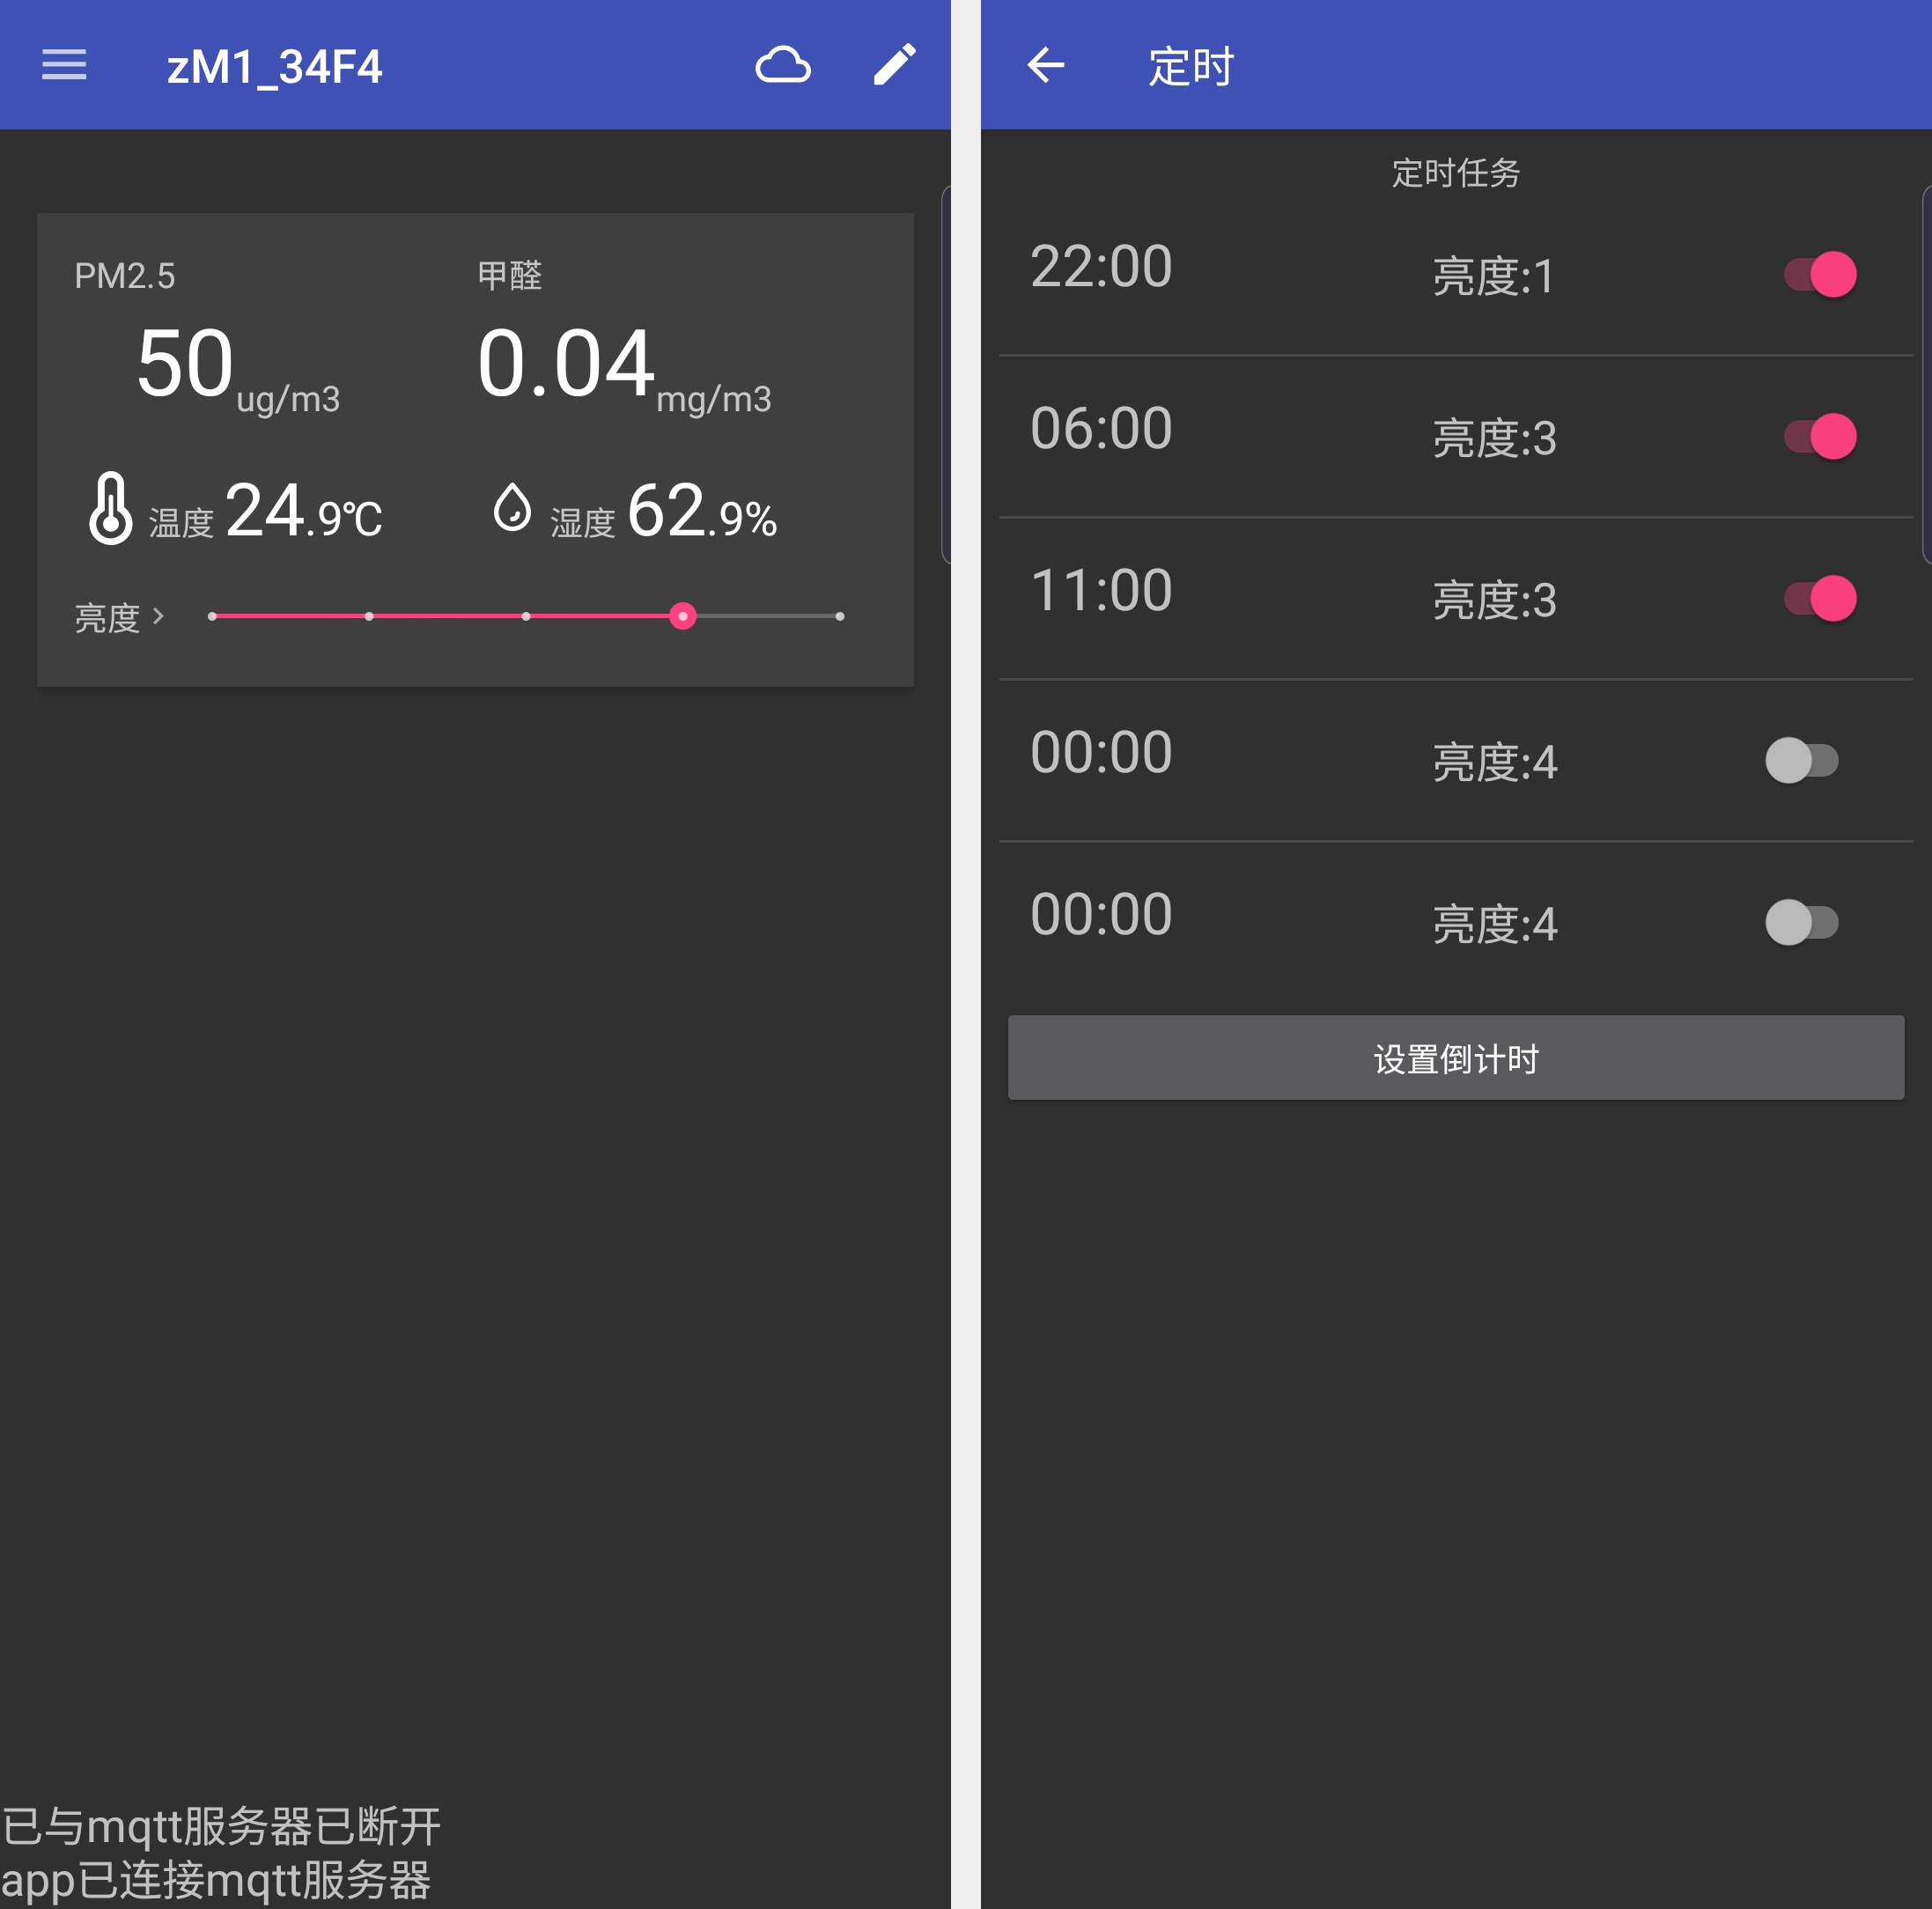 zM1_34F4
PM2.5 甲醛
50ug/m3 0.04mg/m3
温度 24.9℃ 湿度 62.9%
亮度
已与mqtt服务器已断开
app已连接mqtt服务器
定时
定时任务
22:00 亮度:1
06:00 亮度:3
11:00 亮度:3
00:00 亮度:4
00:00 亮度:4
设置倒计时